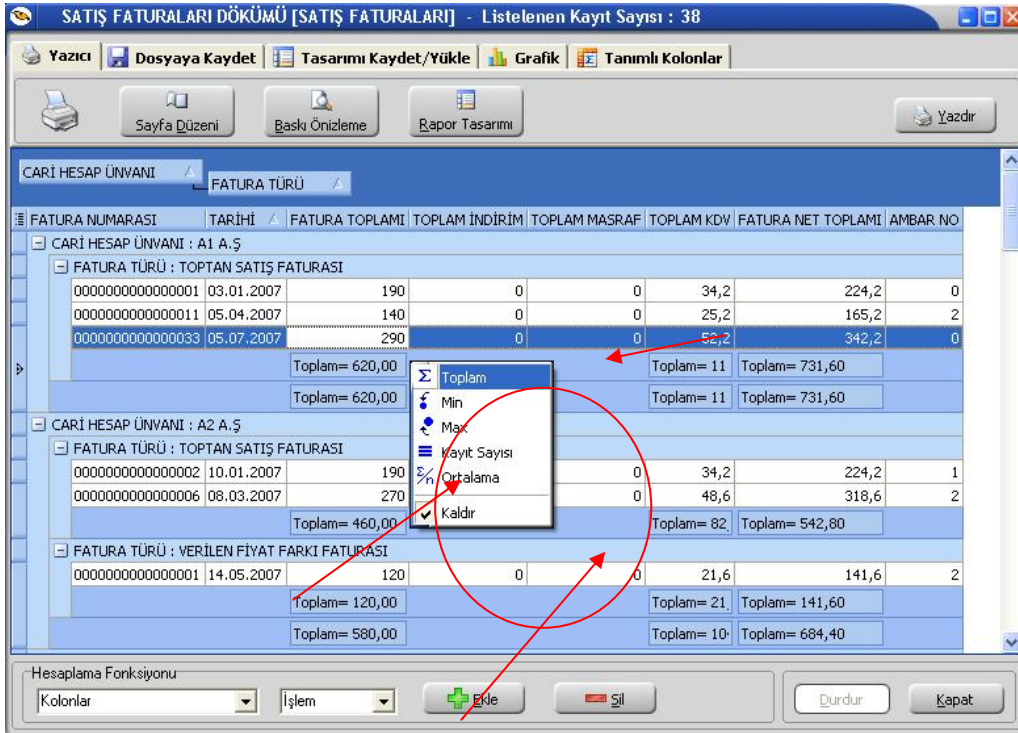 SATIŞ FATURALARI DÖKÜMÜ [SATIŞ FATURALARI] - Listelenen Kayıt Sayısı : 38
Yazıcı Dosyaya Kaydet Tasarımı Kaydet/Yükle Grafik Tanımlı Kolonlar
Sayfa Düzeni Baskı Önizleme Rapor Tasarımı Yazdır
CARİ HESAP ÜNVANI
FATURA TÜRÜ
FATURA NUMARASI TARİHİ FATURA TOPLAMI TOPLAM İNDİRİM TOPLAM MASRAF TOPLAM KDV FATURA NET TOPLAMI AMBAR NO
CARİ HESAP ÜNVANI : A1 A.Ş
FATURA TÜRÜ : TOPTAN SATIŞ FATURASI
0000000000000001 03.01.2007 190 0 0 34,2 224,2 0
0000000000000011 05.04.2007 140 0 0 25,2 165,2 2
0000000000000033 05.07.2007 290 0 0 52,2 342,2 0
Toplam= 620,00 Toplam= 11 Toplam= 731,60
Toplam= 620,00 Toplam= 11 Toplam= 731,60
Toplam
Min
Max
Kayıt Sayısı
Ortalama
Kaldır
CARİ HESAP ÜNVANI : A2 A.Ş
FATURA TÜRÜ : TOPTAN SATIŞ FATURASI
0000000000000002 10.01.2007 190 0 34,2 224,2 1
0000000000000006 08.03.2007 270 0 48,6 318,6 2
Toplam= 460,00 Toplam= 82, Toplam= 542,80
FATURA TÜRÜ : VERİLEN FİYAT FARKI FATURASI
0000000000000001 14.05.2007 120 0 0 21,6 141,6 2
Toplam= 120,00 Toplam= 21, Toplam= 141,60
Toplam= 580,00 Toplam= 10 Toplam= 684,40
Hesaplama Fonksiyonu
Kolonlar İşlem Ekle Sil Durdur Kapat